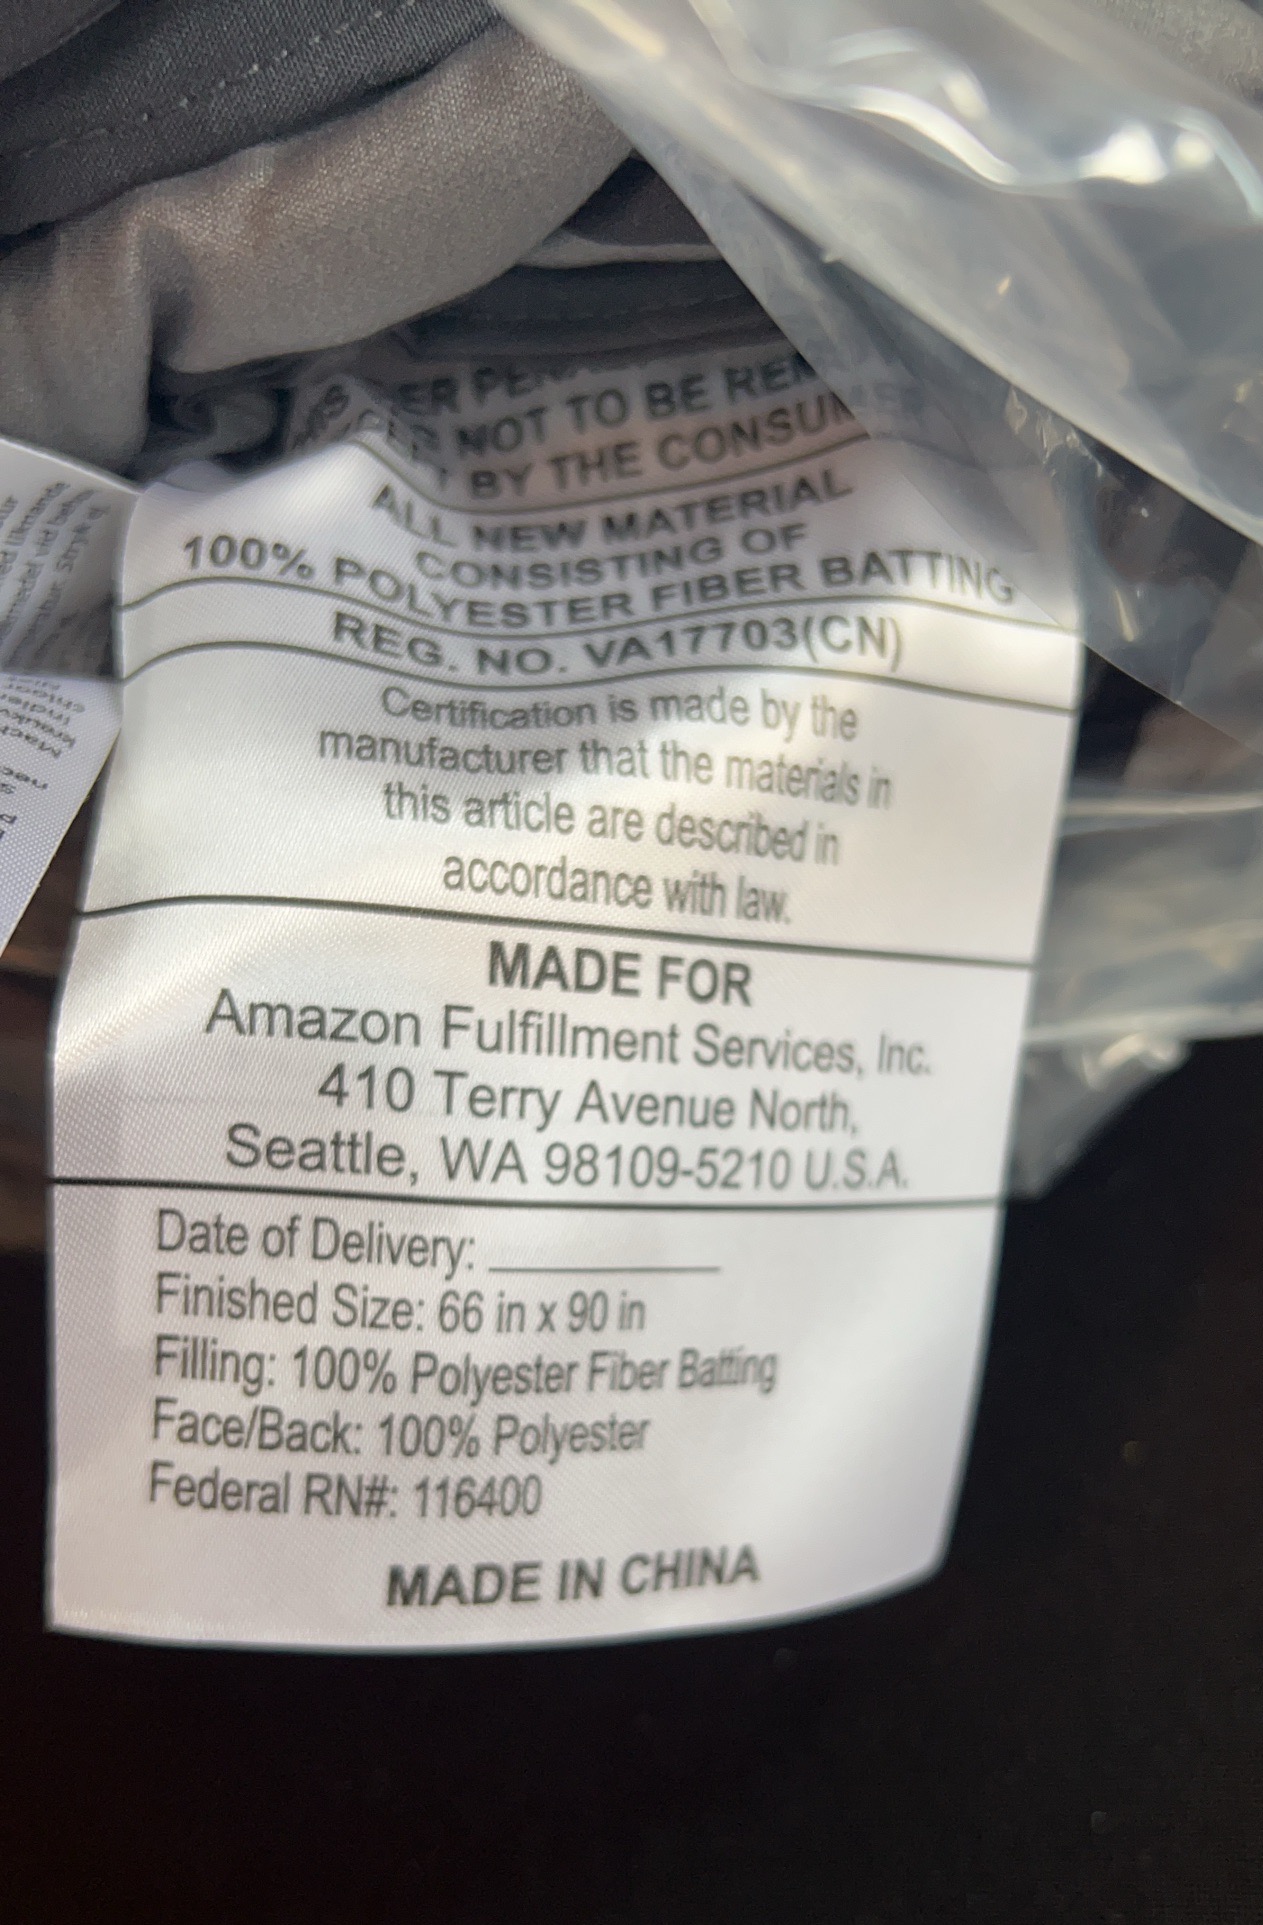 NOT TO BE
BY THE
ALL NEW MATERIAL
CONSISTING OF
100% POLYESTER FIBER BATTING
REG. NO. VA17703(CN)
Certification is made by the
manufacturer that the materials in
this article are described in
accordance with law.
MADE FOR
Amazon Fulfillment Services, Inc.
410 Terry Avenue North,
Seattle, WA 98109-5210 U.S.A.
Date of Delivery: __________
Finished Size: 66 in x 90 in
Filling: 100% Polyester Fiber Batting
Face/Back: 100% Polyester
Federal RN#: 116400
MADE IN CHINA